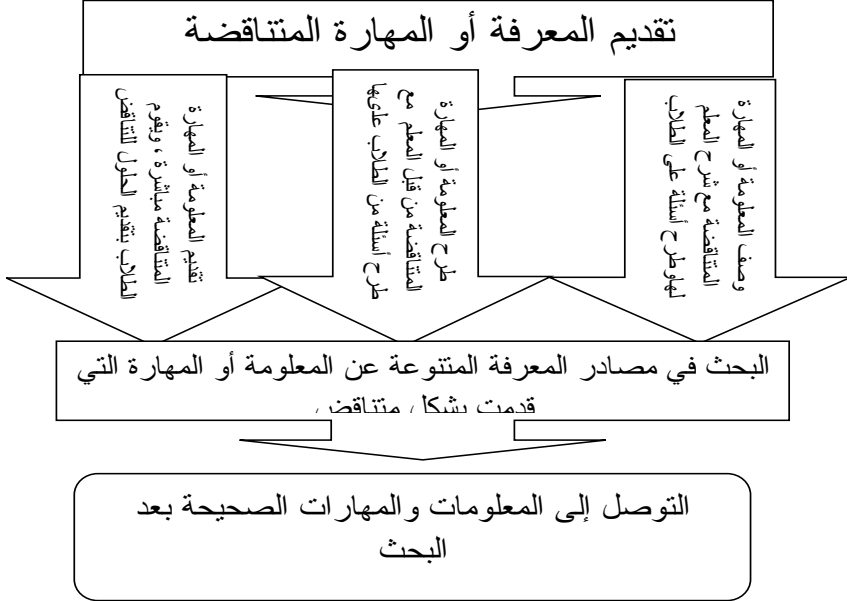 تقديم المعرفة أو المهارة المتناقضة
وصف المعلومة أو المهارة
المتناقضة مع شرح المعلم
لهاوطرح أسئلة على الطلاب
طرح المعلومة أو المهارة
المتناقضة من قبل المعلم مع
طرح أسئلة من الطلاب عليها
تقديم المعلومة أو المهارة
المتناقضة مباشرة ، ويقوم
الطلاب بتقديم الحلول للتناقض
البحث في مصادر المعرفة المتنوعة عن المعلومة أو المهارة التي
قدمت بشكل متناقض
التوصل إلى المعلومات والمهارات الصحيحة بعد
البحث